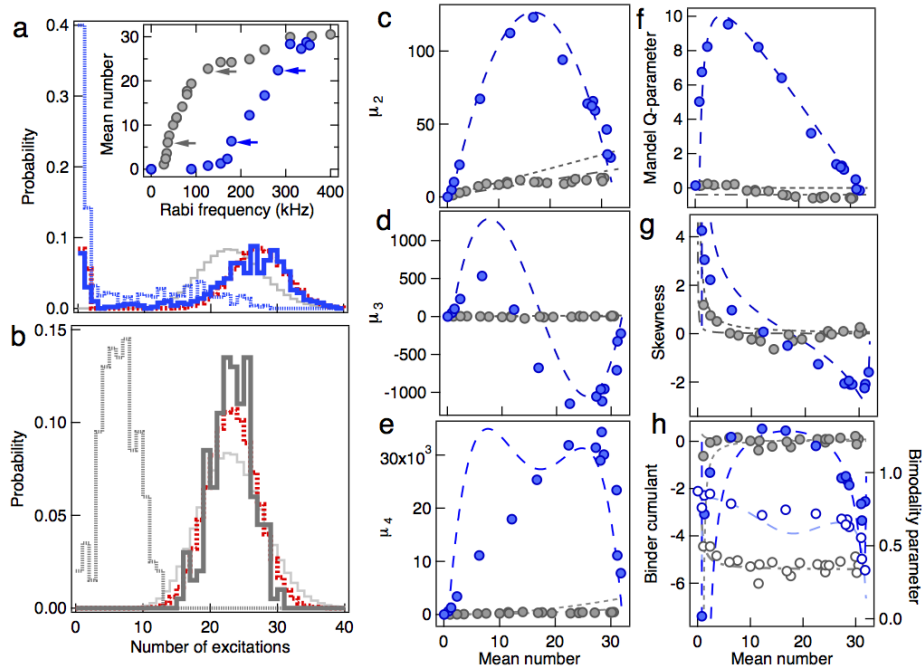 a
0.4
0.3
0.2
0.1
0.0
Probability
30
20
10
0
Mean number
0 100 200 300 400
Rabi frequency (kHz)
b
0.15
0.10
0.05
0.00
Probability
0 10 20 30 40
Number of excitations
c
100
50
0
μ2
d
1000
500
0
-500
-1000
μ3
e
30x10³
20
10
0
μ4
0 10 20 30
Mean number
f
10
8
6
4
2
0
Mandel Q-parameter
g
4
2
0
-2
Skewness
h
0
-2
-4
-6
Binder cumulant
1.0
0.5
0.0
Bimodality parameter
0 10 20 30
Mean number